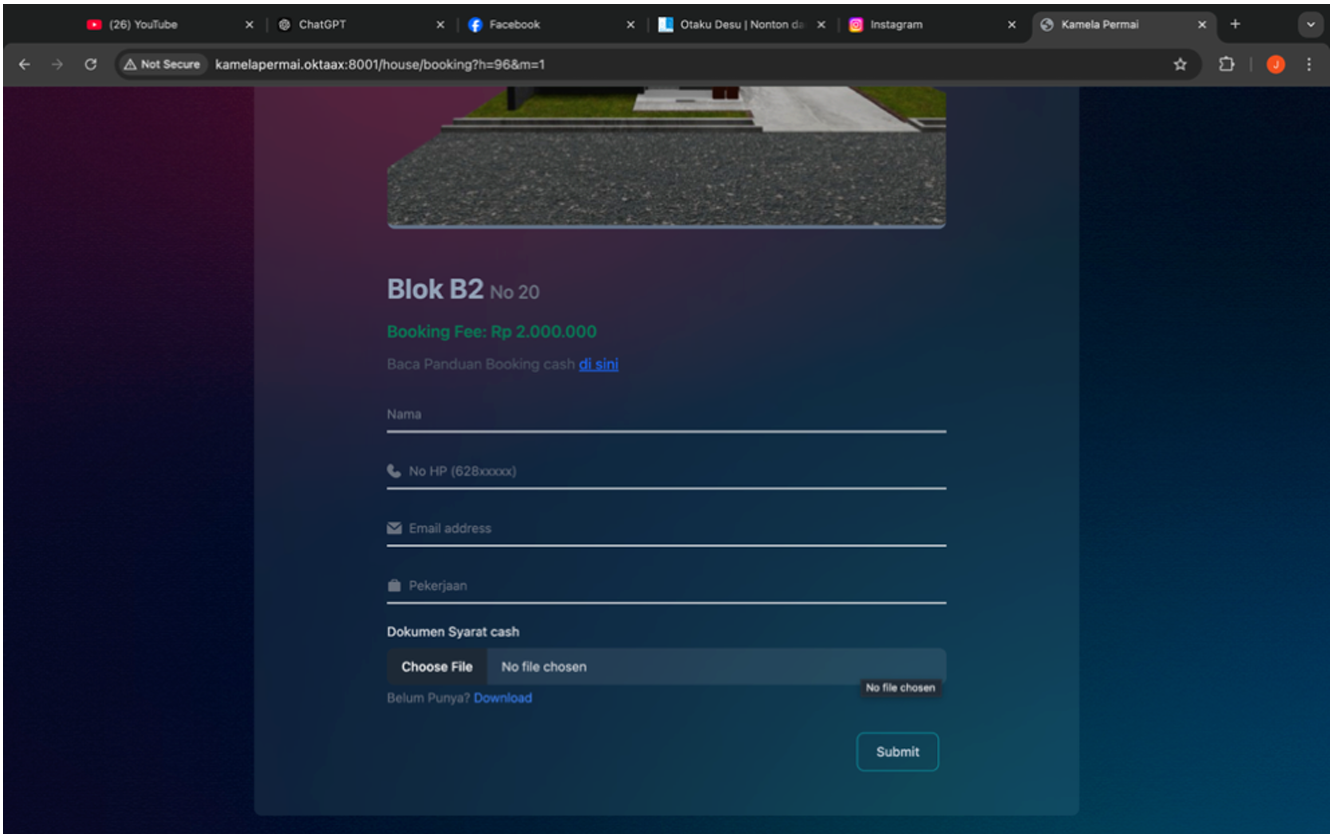 (26) YouTube
ChatGPT
Facebook
Otaku Desu | Nonton da
Instagram
Kamela Permai
Not Secure kamelapermai.oktaax:8001/house/booking?h=96&m=1
J
Blok B2 No 20
Booking Fee: Rp 2.000.000
Baca Panduan Booking cash di sini
Nama
No HP (628xxxxx)
Email address
Pekerjaan
Dokumen Syarat cash
Choose File No file chosen
No file chosen
Belum Punya? Download
Submit